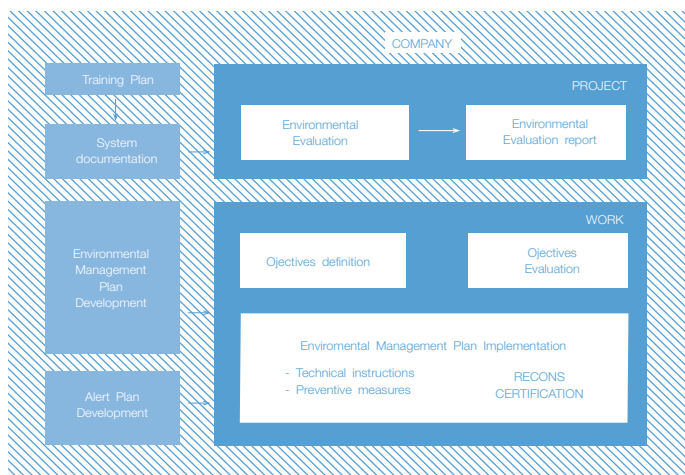 COMPANY
Training Plan
System
documentation
Environmental
Management
Plan
Development
Alert Plan
Development
PROJECT
Environmental
Evaluation
Environmental
Evaluation report
WORK
Ojectives definition
Ojectives
Evaluation
Enviromental Management Plan Implementation
- Technical instructions
- Preventive measures
RECONS
CERTIFICATION